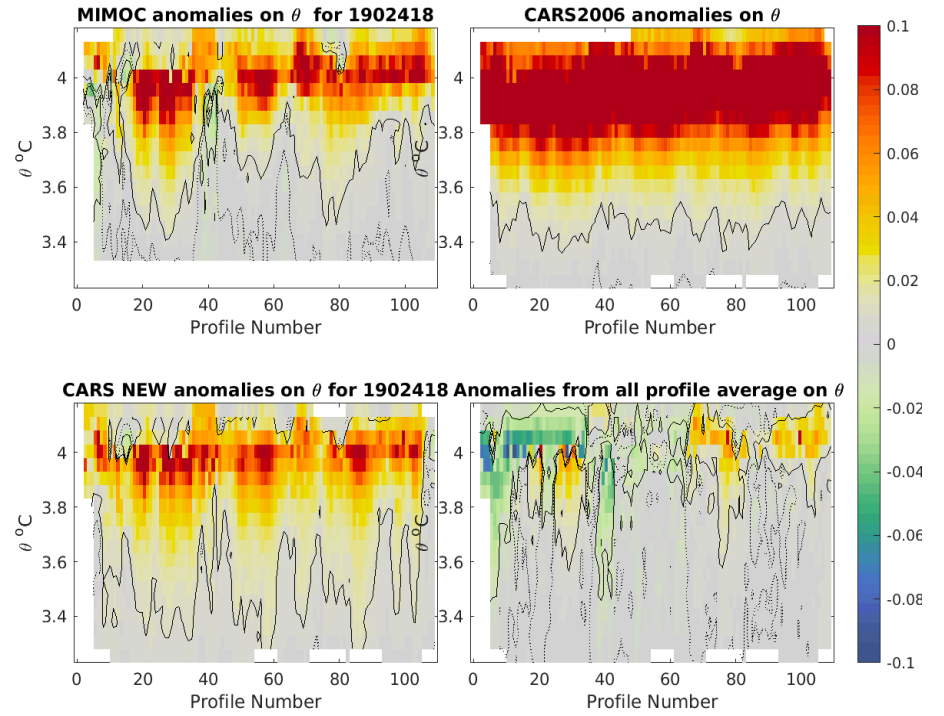 MIMOC anomalies on θ for 1902418
CARS2006 anomalies on θ
4
3.8
3.6
3.4
θ °C
0 20 40 60 80 100
Profile Number
4
3.8
3.6
3.4
θ °C
0 20 40 60 80 100
Profile Number
CARS NEW anomalies on θ for 1902418
Anomalies from all profile average on θ
4
3.8
3.6
3.4
θ °C
0 20 40 60 80 100
Profile Number
4
3.8
3.6
3.4
θ °C
0 20 40 60 80 100
Profile Number
0.1
0.08
0.06
0.04
0.02
0
-0.02
-0.04
-0.06
-0.08
-0.1